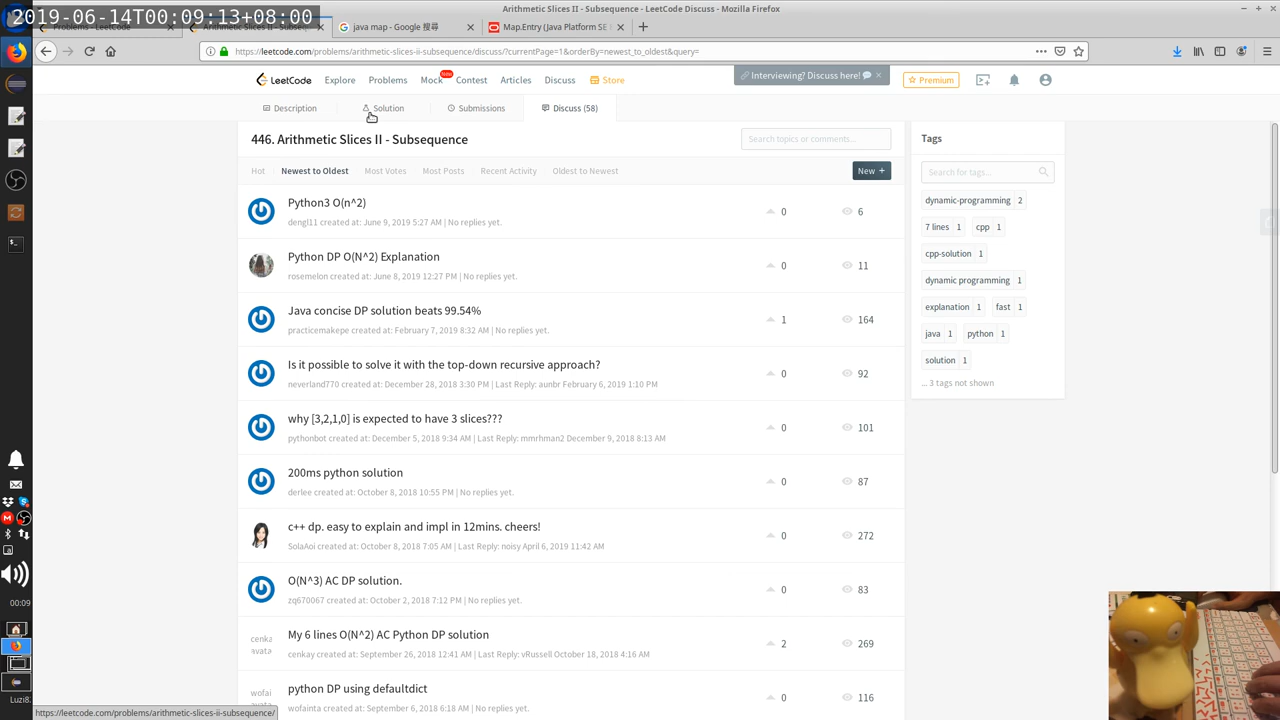 2019-06-14T00:09:13+08:00
Arithmetic Slices II - Subsequence - LeetCode Discuss - Mozilla Firefox
Problems - LeetCode
Arithmetic Slices II - Subseq
java map - Google 搜尋
Map.Entry (Java Platform SE
https://leetcode.com/problems/arithmetic-slices-ii-subsequence/discuss/?currentPage=1&orderBy=newest_to_oldest&query=
LeetCode
Explore
Problems
Mock
New
Contest
Articles
Discuss
Store
Interviewing? Discuss here!
Premium
Description
Solution
Submissions
Discuss (58)
446. Arithmetic Slices II - Subsequence
Search topics or comments...
Hot
Newest to Oldest
Most Votes
Most Posts
Recent Activity
Oldest to Newest
New +
Python3 O(n^2)
dengl11 created at: June 9, 2019 5:27 AM | No replies yet.
0
6
Python DP O(N^2) Explanation
rosemelon created at: June 8, 2019 12:27 PM | No replies yet.
0
11
Java concise DP solution beats 99.54%
practicemakepe created at: February 7, 2019 8:32 AM | No replies yet.
1
164
Is it possible to solve it with the top-down recursive approach?
neverland770 created at: December 28, 2018 3:30 PM | Last Reply: aunbr February 6, 2019 1:10 PM
0
92
why [3,2,1,0] is expected to have 3 slices???
pythonbot created at: December 5, 2018 9:34 AM | Last Reply: mmrhman2 December 9, 2018 8:13 AM
0
101
200ms python solution
derlee created at: October 8, 2018 10:55 PM | No replies yet.
0
87
c++ dp. easy to explain and impl in 12mins. cheers!
SolaAoi created at: October 8, 2018 7:05 AM | Last Reply: noisy April 6, 2019 11:42 AM
0
272
O(N^3) AC DP solution.
zq670067 created at: October 2, 2018 7:12 PM | No replies yet.
0
83
cenka
avata
My 6 lines O(N^2) AC Python DP solution
cenkay created at: September 26, 2018 12:41 AM | Last Reply: vRussell October 18, 2018 4:16 AM
2
269
wofai
avata
python DP using defaultdict
wofainta created at: September 6, 2018 6:18 AM | No replies yet.
0
116
Tags
Search for tags...
dynamic-programming 2
7 lines 1
cpp 1
cpp-solution 1
dynamic programming 1
explanation 1
fast 1
java 1
python 1
solution 1
... 3 tags not shown
00:09
Luzi8
https://leetcode.com/problems/arithmetic-slices-ii-subsequence/